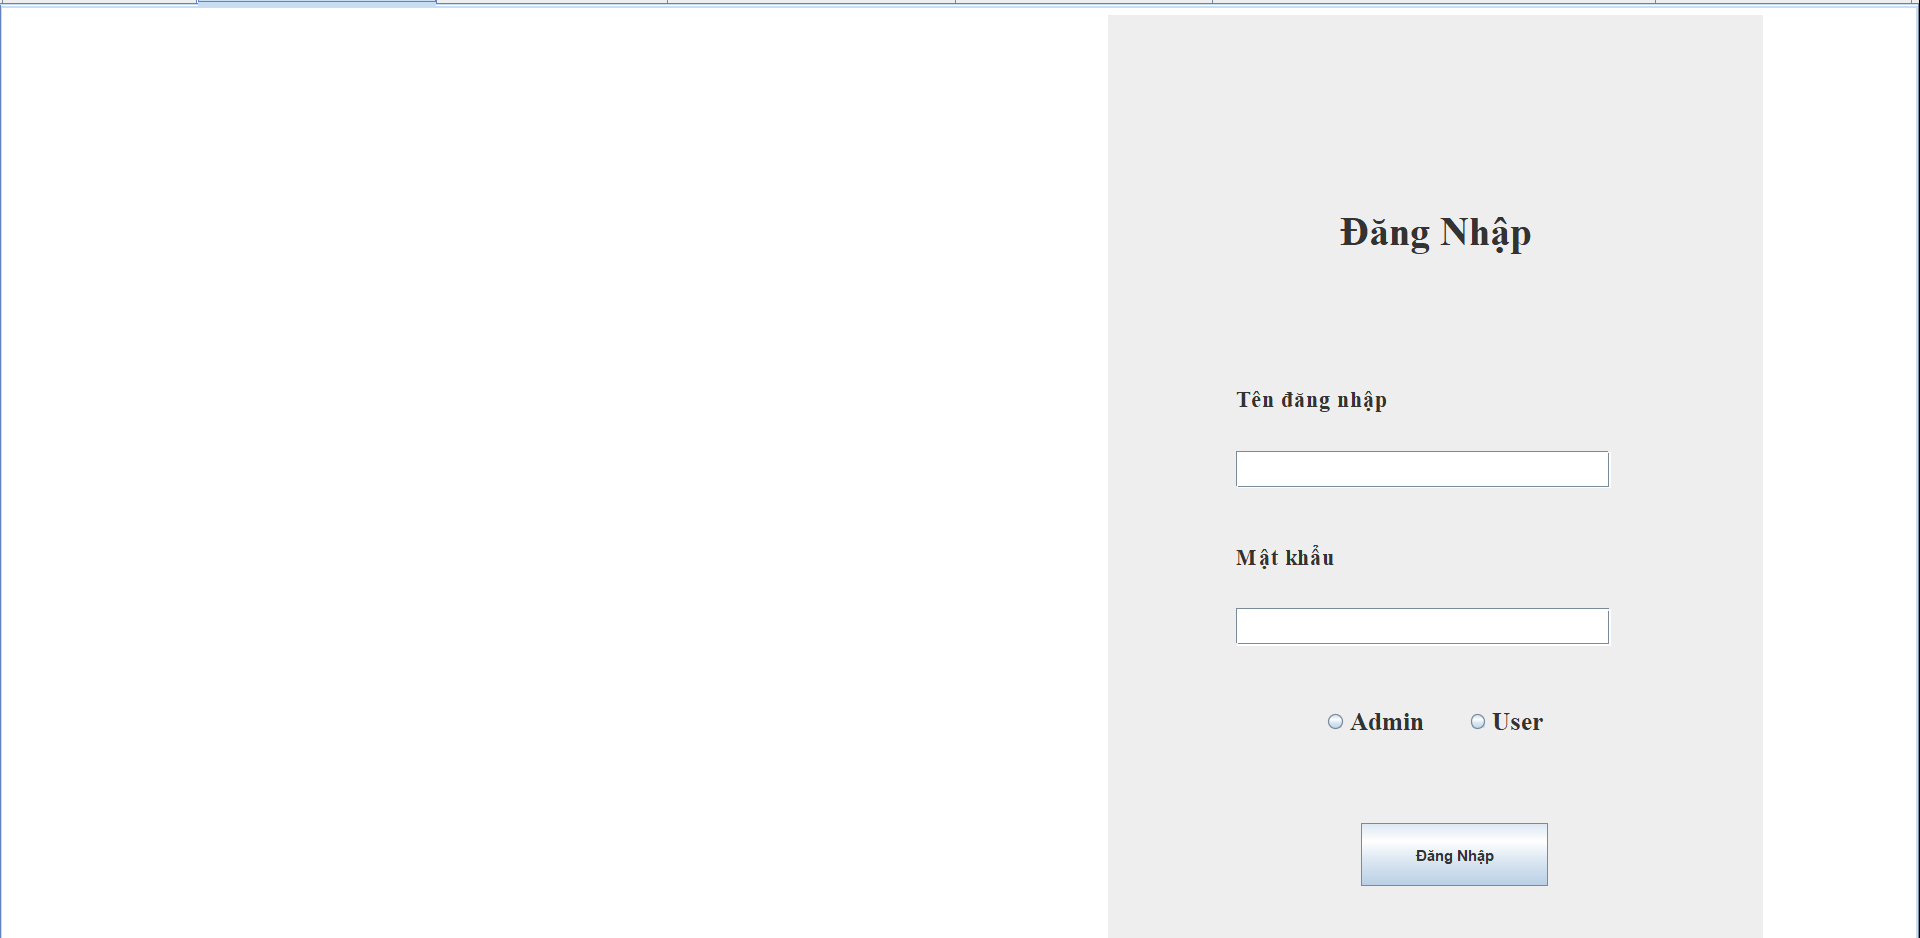 Đăng Nhập
Tên đăng nhập
Mật khẩu
Admin User
Đăng Nhập